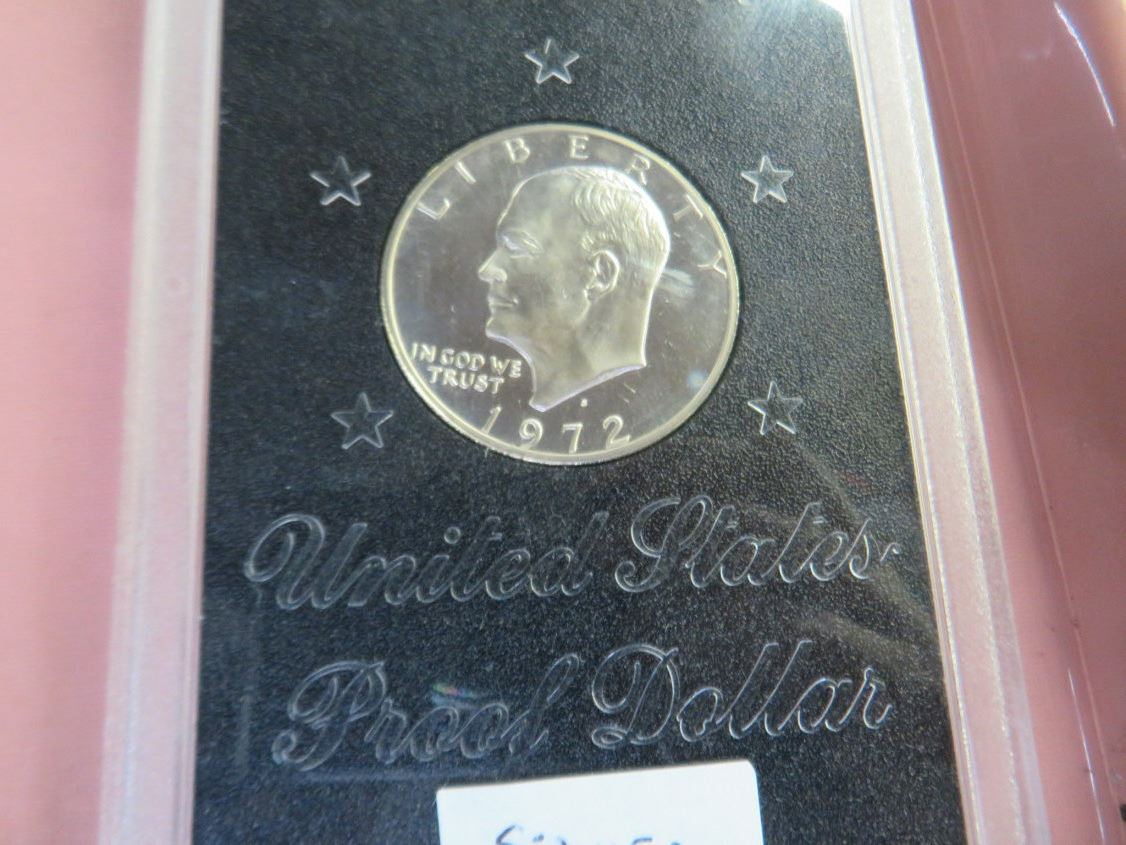 LIBERTY
IN GOD WE
TRUST
1972
United States
Proof Dollar